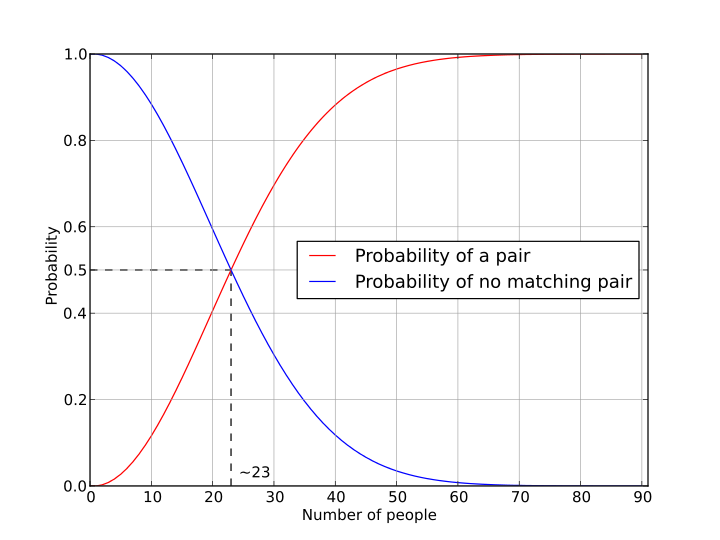 1.0
0.8
0.6
0.5
0.4
0.2
0.0
Probability
Probability of a pair
Probability of no matching pair
~23
0 10 20 30 40 50 60 70 80 90
Number of people